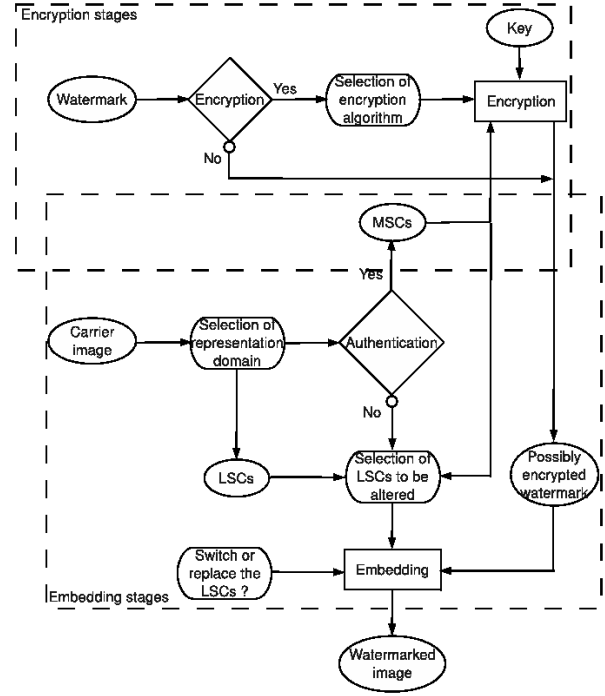 Encryption stages
Key
Watermark
Encryption
Yes
Selection of
encryption
algorithm
Encryption
No
MSCs
Yes
Carrier
image
Selection of
representation
domain
Authentication
No
LSCs
Selection of
LSCs to be
altered
Possibly
encrypted
watermark
Switch or
replace the
LSCs ?
Embedding
Embedding stages
Watermarked
image